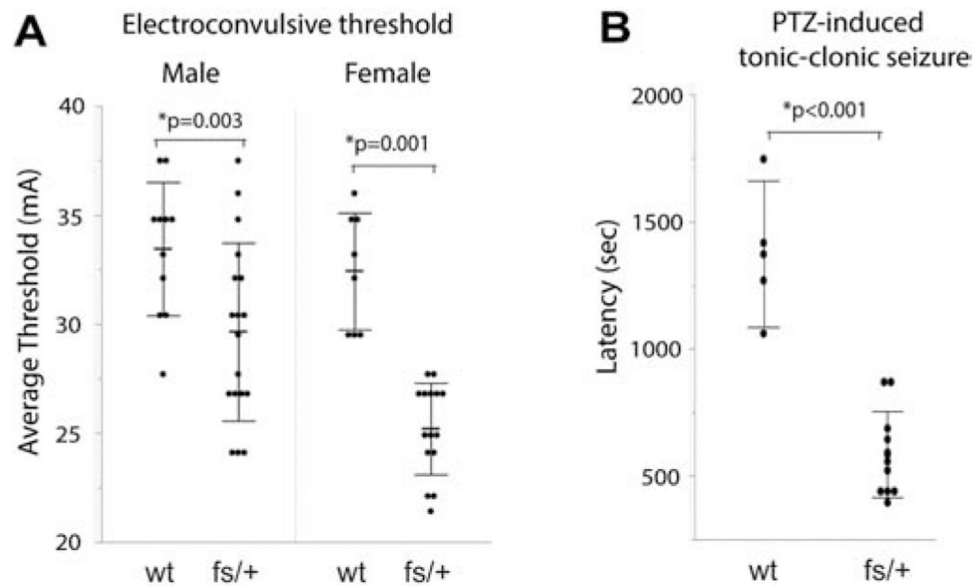 A
Electroconvulsive threshold
Male
Female
Average Threshold (mA)
40
35
30
25
20
*p=0.003
*p=0.001
wt
fs/+
wt
fs/+
B
PTZ-induced
tonic-clonic seizure
Latency (sec)
2000
1500
1000
500
*p<0.001
wt
fs/+